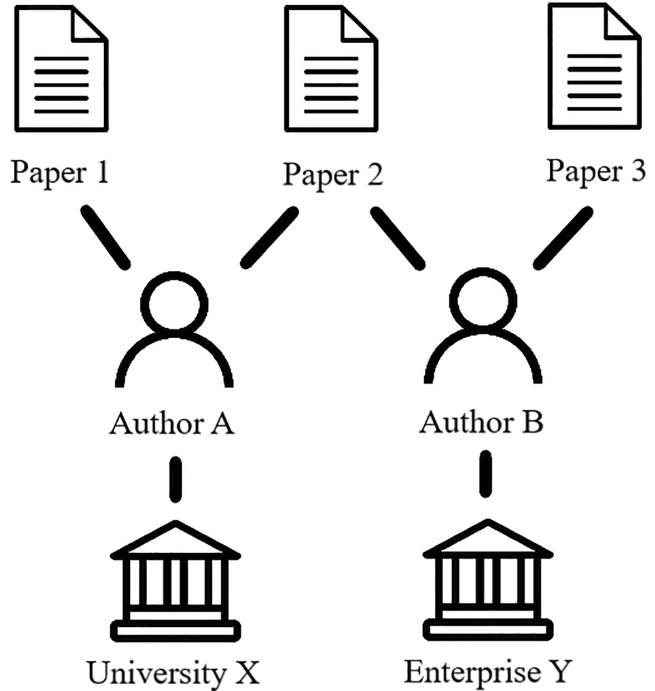 Paper 1
Paper 2
Paper 3
Author A
Author B
University X
Enterprise Y